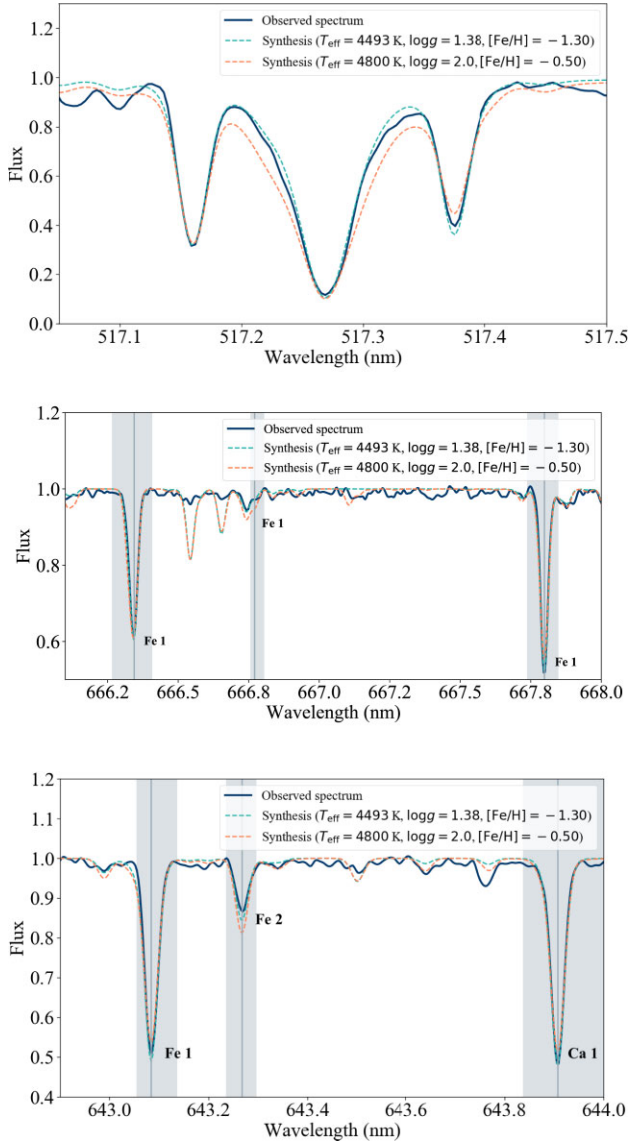 Observed spectrum
Synthesis (Teff = 4493 K, logg = 1.38, [Fe/H] = −1.30)
Synthesis (Teff = 4800 K, logg = 2.0, [Fe/H] = −0.50)
1.0
0.8
0.6
0.4
0.2
0.0
Flux
517.1 517.2 517.3 517.4 517.5
Wavelength (nm)
1.2
1.0
0.8
0.6
Flux
Observed spectrum
Synthesis (Teff = 4493 K, logg = 1.38, [Fe/H] = −1.30)
Synthesis (Teff = 4800 K, logg = 2.0, [Fe/H] = −0.50)
Fe 1
Fe 1
Fe 1
666.2 666.5 666.8 667.0 667.2 667.5 667.8 668.0
Wavelength (nm)
1.2
1.1
1.0
0.9
0.8
0.7
0.6
0.5
0.4
Flux
Observed spectrum
Synthesis (Teff = 4493 K, logg = 1.38, [Fe/H] = −1.30)
Synthesis (Teff = 4800 K, logg = 2.0, [Fe/H] = −0.50)
Fe 2
Fe 1
Ca 1
643.0 643.2 643.4 643.6 643.8 644.0
Wavelength (nm)